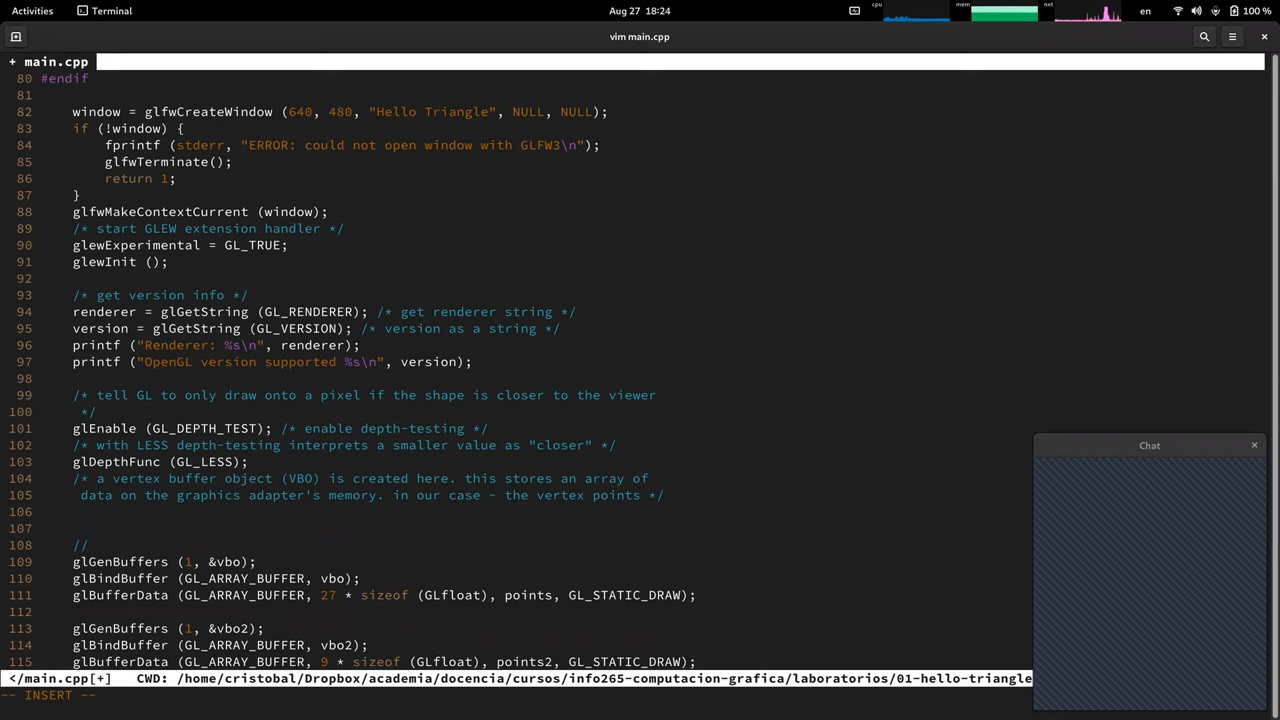 Activities Terminal Aug 27 18:24 cpu mem net en 100 %
vim main.cpp
+ main.cpp
80 #endif
81
82     window = glfwCreateWindow (640, 480, "Hello Triangle", NULL, NULL);
83     if (!window) {
84         fprintf (stderr, "ERROR: could not open window with GLFW3\n");
85         glfwTerminate();
86         return 1;
87     }
88     glfwMakeContextCurrent (window);
89     /* start GLEW extension handler */
90     glewExperimental = GL_TRUE;
91     glewInit ();
92
93     /* get version info */
94     renderer = glGetString (GL_RENDERER); /* get renderer string */
95     version = glGetString (GL_VERSION); /* version as a string */
96     printf ("Renderer: %s\n", renderer);
97     printf ("OpenGL version supported %s\n", version);
98
99     /* tell GL to only draw onto a pixel if the shape is closer to the viewer
100      */
101     glEnable (GL_DEPTH_TEST); /* enable depth-testing */
102     /* with LESS depth-testing interprets a smaller value as "closer" */
103     glDepthFunc (GL_LESS);
104     /* a vertex buffer object (VBO) is created here. this stores an array of
105      data on the graphics adapter's memory. in our case - the vertex points */
106
107
108     //
109     glGenBuffers (1, &vbo);
110     glBindBuffer (GL_ARRAY_BUFFER, vbo);
111     glBufferData (GL_ARRAY_BUFFER, 27 * sizeof (GLfloat), points, GL_STATIC_DRAW);
112
113     glGenBuffers (1, &vbo2);
114     glBindBuffer (GL_ARRAY_BUFFER, vbo2);
115     glBufferData (GL_ARRAY_BUFFER, 9 * sizeof (GLfloat), points2, GL_STATIC_DRAW);
</main.cpp[+]   CWD: /home/cristobal/Dropbox/academia/docencia/cursos/info265-computacion-grafica/laboratorios/01-hello-triangle
-- INSERT --
Chat